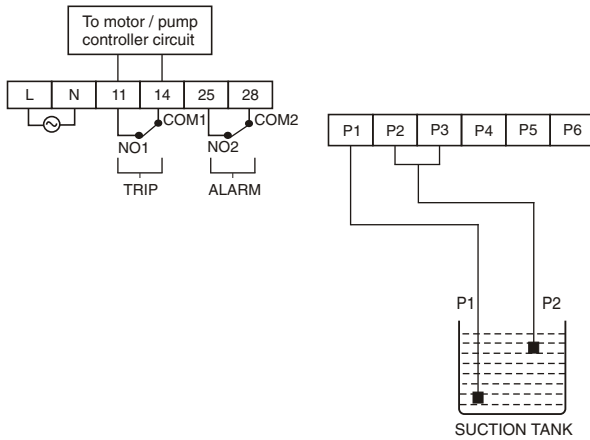 To motor / pump
controller circuit
L N 11 14 25 28
COM1 COM2
NO1 NO2
TRIP ALARM
P1 P2 P3 P4 P5 P6
P1 P2
SUCTION TANK